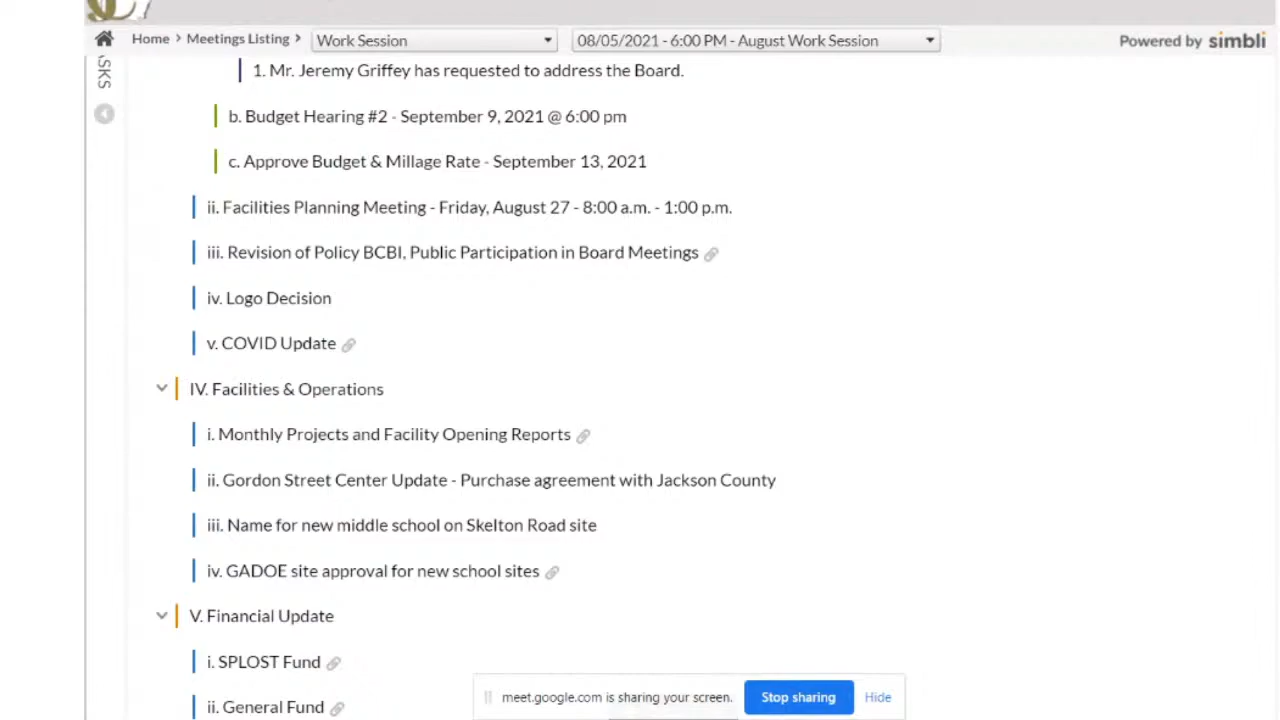 Home > Meetings Listing > Work Session 08/05/2021 - 6:00 PM - August Work Session Powered by simbli
SKS
1. Mr. Jeremy Griffey has requested to address the Board.
b. Budget Hearing #2 - September 9, 2021 @ 6:00 pm
c. Approve Budget & Millage Rate - September 13, 2021
ii. Facilities Planning Meeting - Friday, August 27 - 8:00 a.m. - 1:00 p.m.
iii. Revision of Policy BCBI, Public Participation in Board Meetings
iv. Logo Decision
v. COVID Update
IV. Facilities & Operations
i. Monthly Projects and Facility Opening Reports
ii. Gordon Street Center Update - Purchase agreement with Jackson County
iii. Name for new middle school on Skelton Road site
iv. GADOE site approval for new school sites
V. Financial Update
i. SPLOST Fund
ii. General Fund
meet.google.com is sharing your screen. Stop sharing Hide